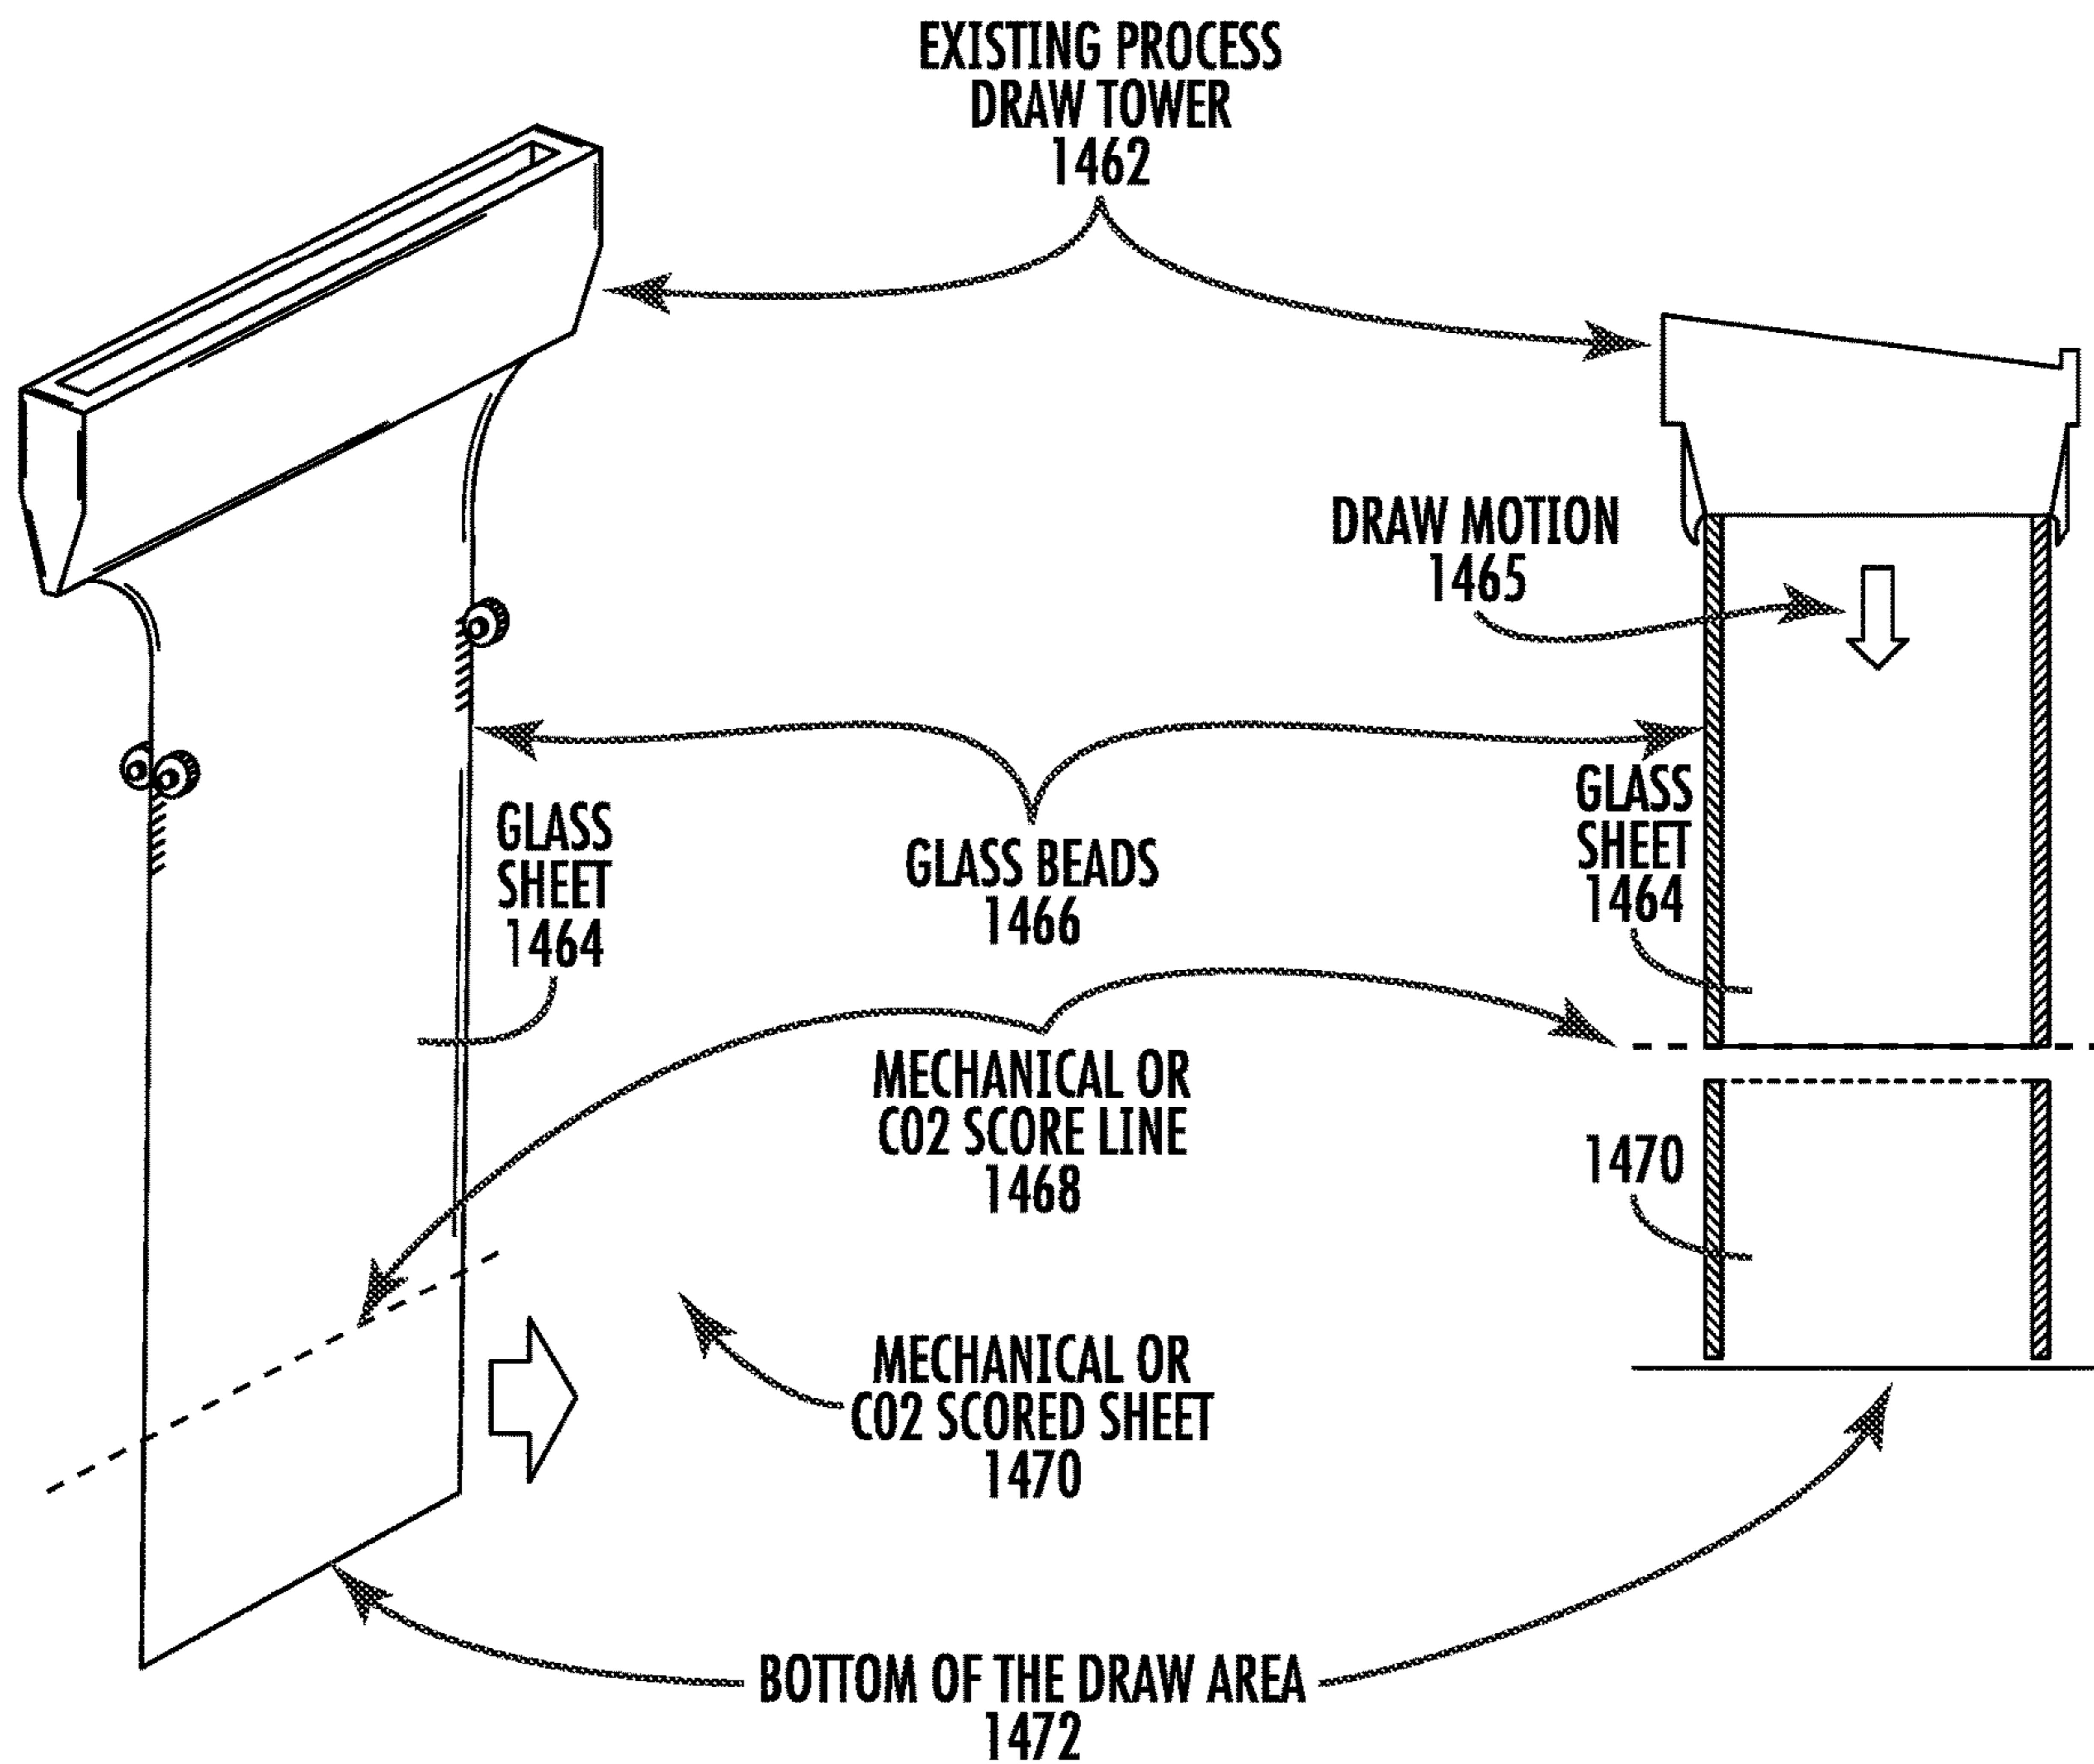 EXISTING PROCESS
DRAW TOWER
1462
DRAW MOTION
1465
GLASS
SHEET
1464
GLASS BEADS
1466
GLASS
SHEET
1464
MECHANICAL OR
CO2 SCORE LINE
1468
1470
MECHANICAL OR
CO2 SCORED SHEET
1470
BOTTOM OF THE DRAW AREA
1472